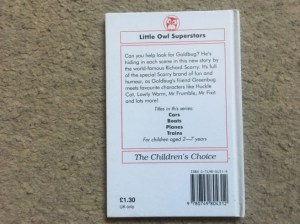 Little Owl Superstars
Can you help look for Goldbug? He's
hiding in each scene in this new story by
the world-famous Richard Scarry. It's full
of the special Scarry brand of fun and
humour, as Goldbug's friend Greenbug
meets favourite characters like Huckle
Cat, Lowly Worm, Mr Frumble, Mr Fixit
and lots more!
Titles in this series:
Cars
Boats
Planes
Trains
For children aged 2—7 years
The Children's Choice
£1.30
UK only